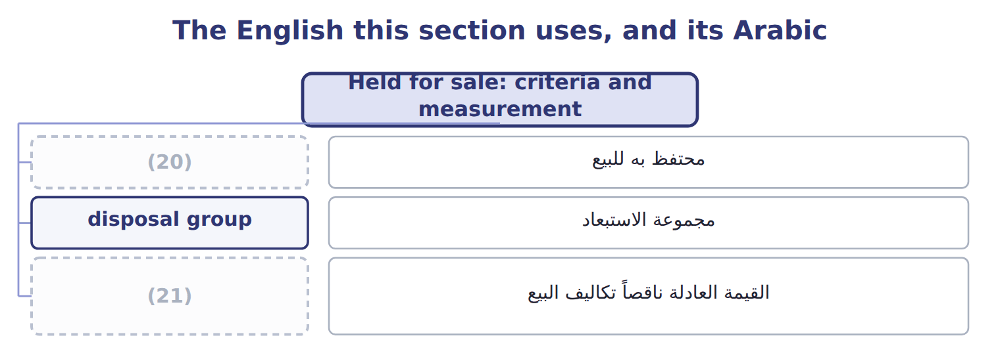 The English this section uses, and its Arabic
Held for sale: criteria and
measurement
(20)
محتفظ به للبيع
disposal group
مجموعة الاستبعاد
(21)
القيمة العادلة ناقصاً تكاليف البيع